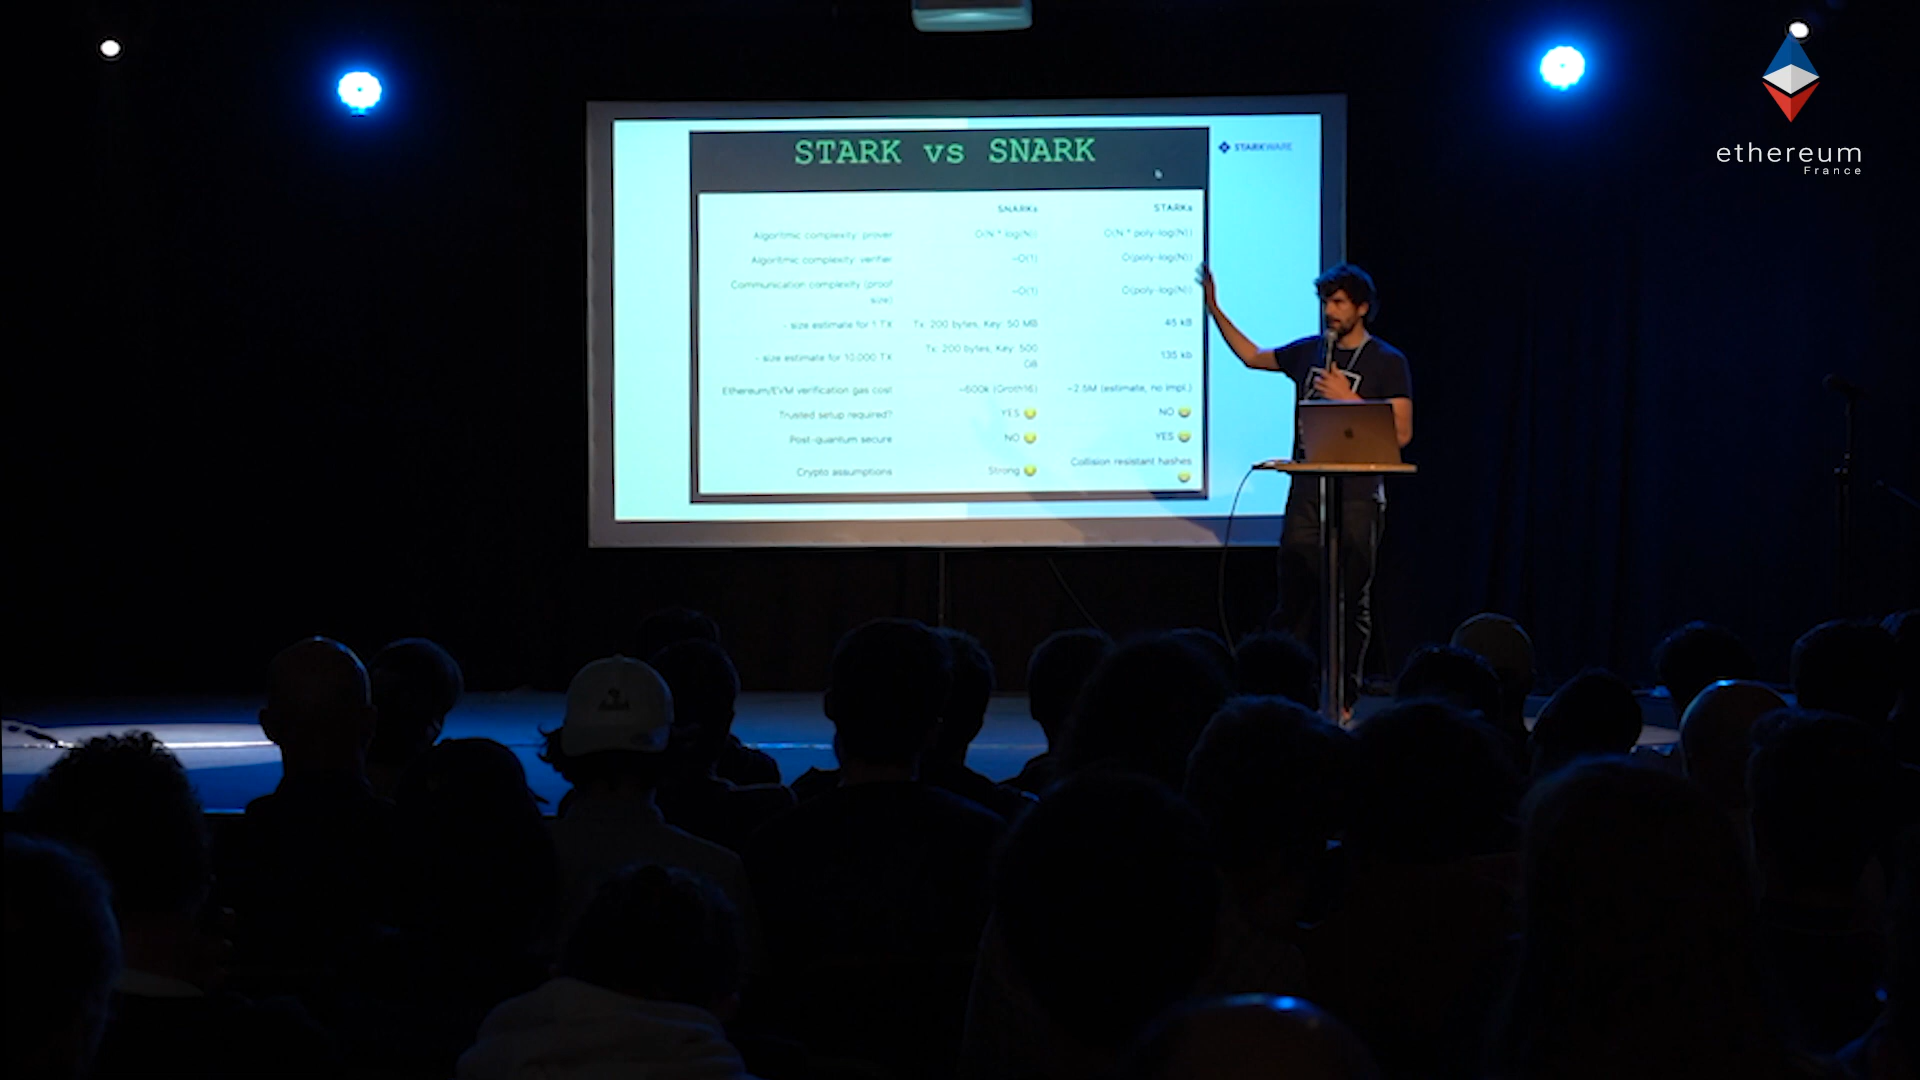 STARK vs SNARK
STARKWARE
SNARKs STARKs
Algoritmic complexity: prover O(N * log(N)) O(N * poly-log(N))
Algoritmic complexity: verifier ~O(1) O(poly-log(N))
Communication complexity (proof
size) ~O(1) O(poly-log(N))
- size estimate for 1 TX Tx: 200 bytes, Key: 50 MB 45 kB
- size estimate for 10.000 TX Tx: 200 bytes, Key: 500
GB 135 kb
Ethereum/EVM verification gas cost ~600k (Groth16) ~2.5M (estimate, no impl.)
Trusted setup required? YES NO
Post-quantum secure NO YES
Crypto assumptions Strong Collision resistant hashes
ethereum
France